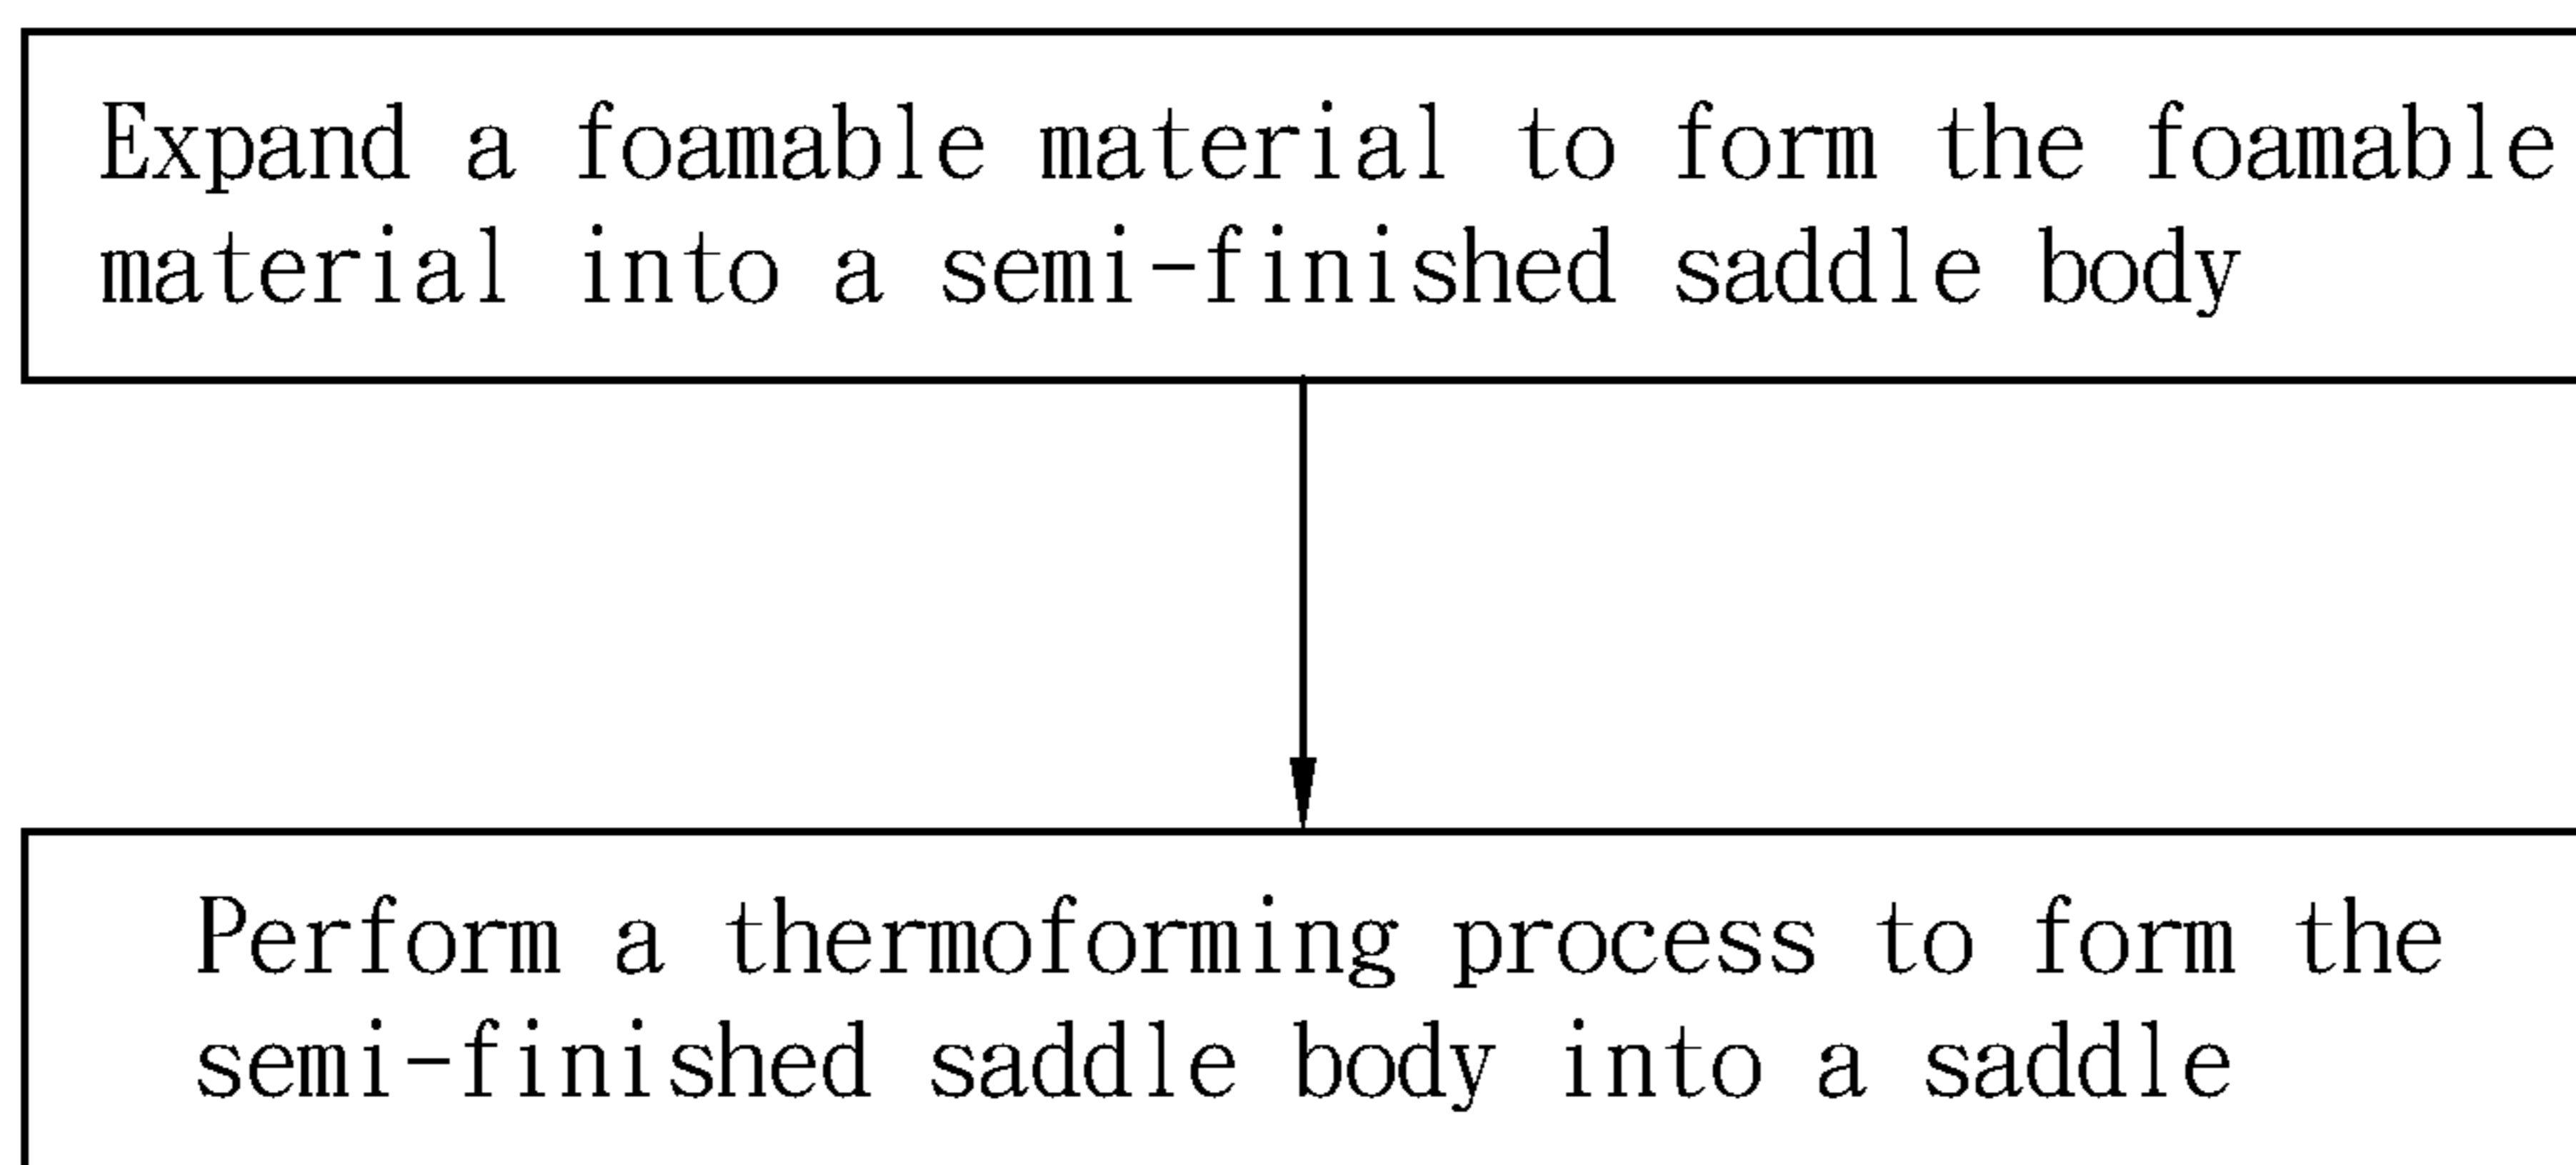 Expand a foamable material to form the foamable
material into a semi-finished saddle body
Perform a thermoforming process to form the
semi-finished saddle body into a saddle